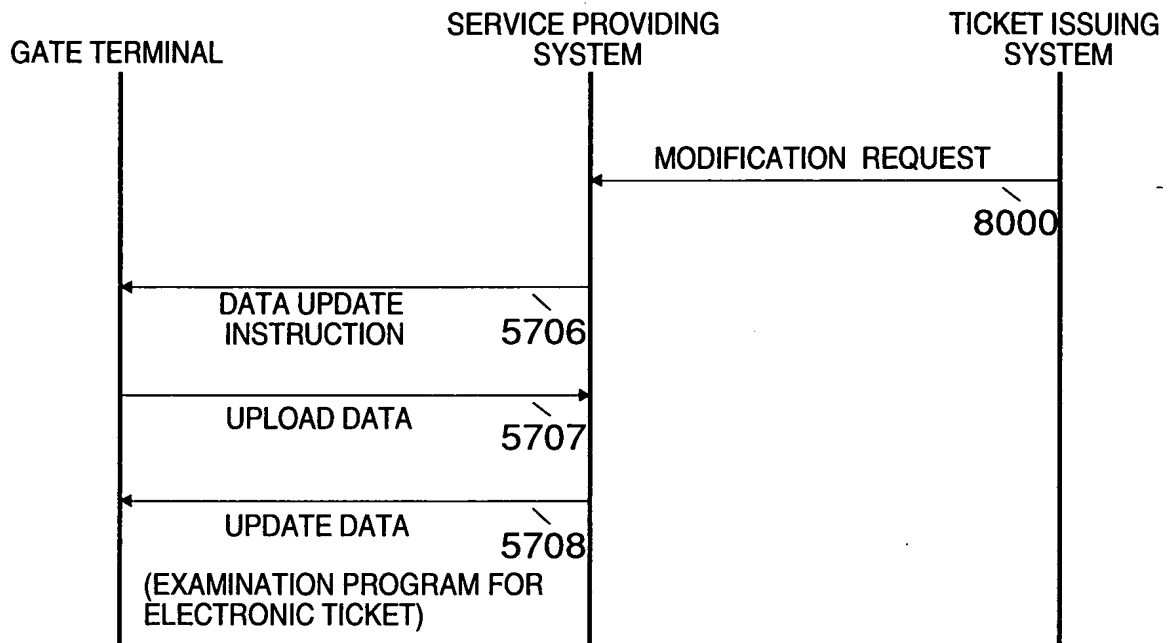 GATE TERMINAL
SERVICE PROVIDING
SYSTEM
TICKET ISSUING
SYSTEM
MODIFICATION REQUEST
8000
DATA UPDATE
INSTRUCTION
5706
UPLOAD DATA
5707
UPDATE DATA
5708
(EXAMINATION PROGRAM FOR
ELECTRONIC TICKET)